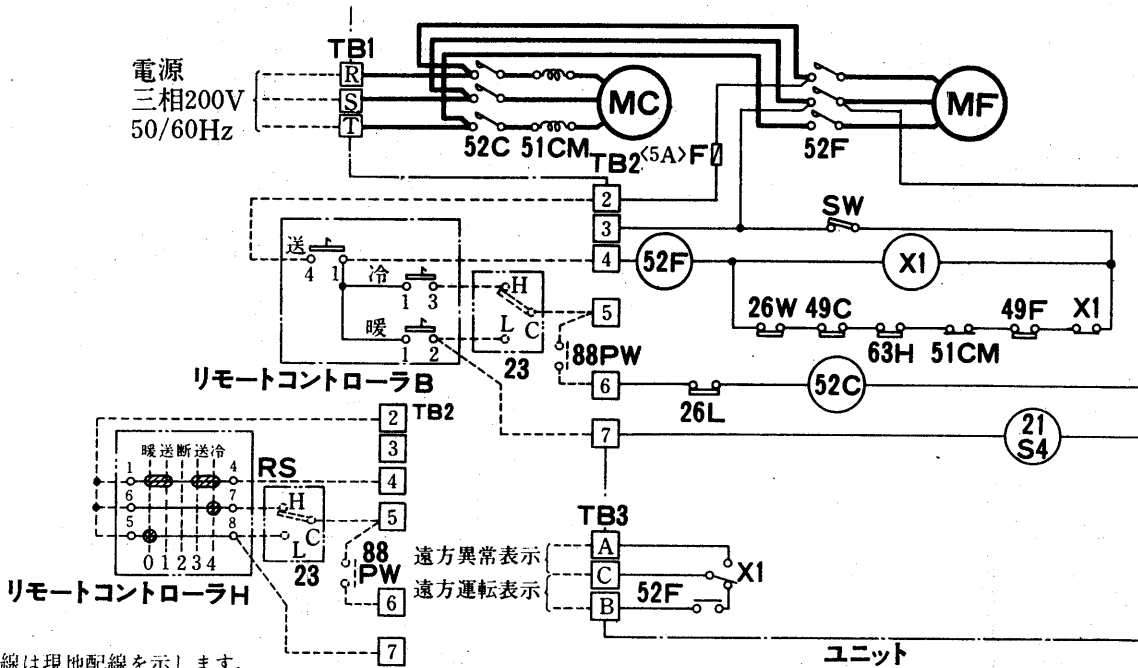 電源
三相200V
50/60Hz
TB1
R
S
T
52C 51CM
MC
52F
MF
TB2 <5A> F
2
3
4
SW
52F
X1
送
4 1
冷
1 3
暖
1 2
リモートコントローラB
H
L C
23
5
88PW
6
26W 49C
63H
51CM
49F
X1
26L
52C
7
21
S4
TB2
2
3
4
5
6
7
暖送断送冷
1 4
6 7
5 8
0 1 2 3 4
RS
H
L C
23
88
PW
リモートコントローラH
TB3
A
C
B
遠方異常表示
遠方運転表示
52F
X1
ユニット
線は現地配線を示します。